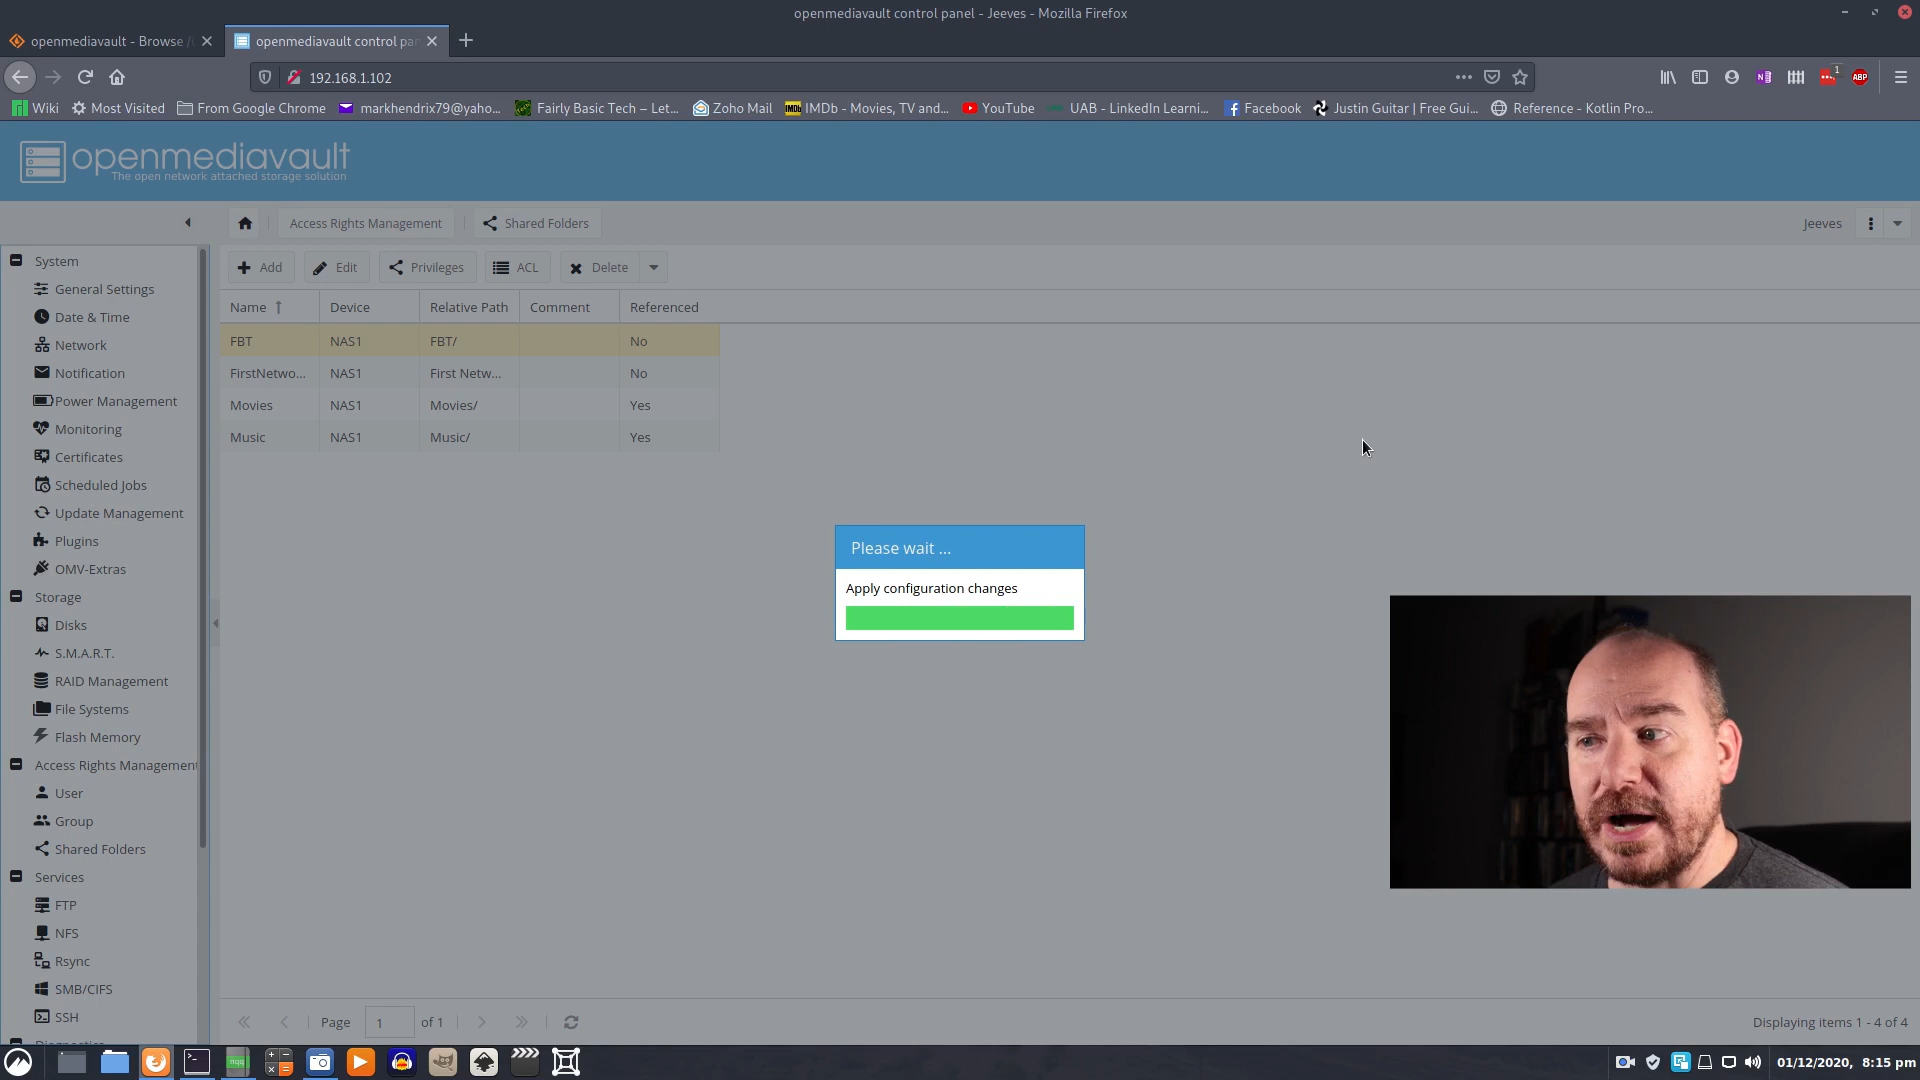 openmediavault control panel - Jeeves - Mozilla Firefox
openmediavault - Browse /
openmediavault control pa
192.168.1.102
Wiki
Most Visited
From Google Chrome
markhendrix79@yaho...
Fairly Basic Tech – Let...
Zoho Mail
IMDb
IMDb - Movies, TV and...
YouTube
UAB - LinkedIn Learni...
Facebook
Justin Guitar | Free Gui...
Reference - Kotlin Pro...
1
ABP
openmediavault
The open network attached storage solution
Access Rights Management
Shared Folders
Jeeves
Add
Edit
Privileges
ACL
Delete
Name
Device
Relative Path
Comment
Referenced
FBT NAS1 FBT/ No
FirstNetwo... NAS1 First Netw... No
Movies NAS1 Movies/ Yes
Music NAS1 Music/ Yes
System
General Settings
Date & Time
Network
Notification
Power Management
Monitoring
Certificates
Scheduled Jobs
Update Management
Plugins
OMV-Extras
Storage
Disks
S.M.A.R.T.
RAID Management
File Systems
Flash Memory
Access Rights Management
User
Group
Shared Folders
Services
FTP
NFS
Rsync
SMB/CIFS
SSH
Please wait ...
Apply configuration changes
Page 1 of 1
Displaying items 1 - 4 of 4
01/12/2020, 8:15 pm